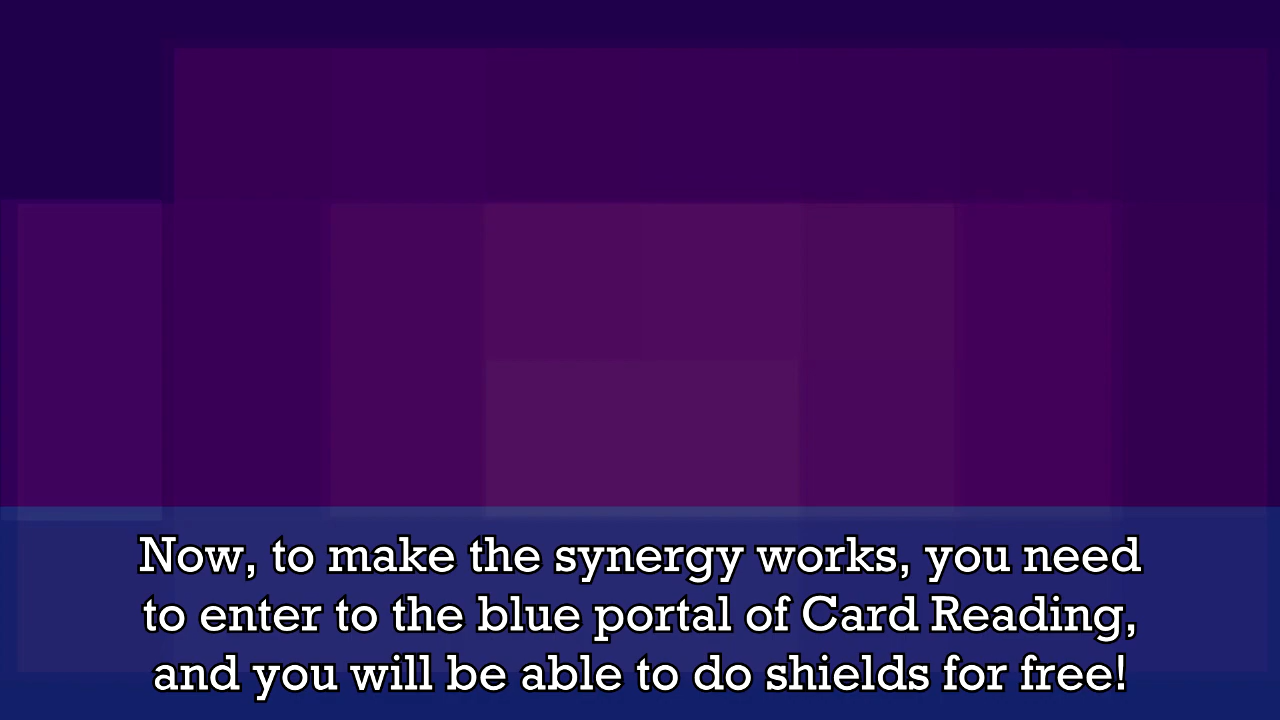 Now, to make the synergy works, you need
to enter to the blue portal of Card Reading,
and you will be able to do shields for free!